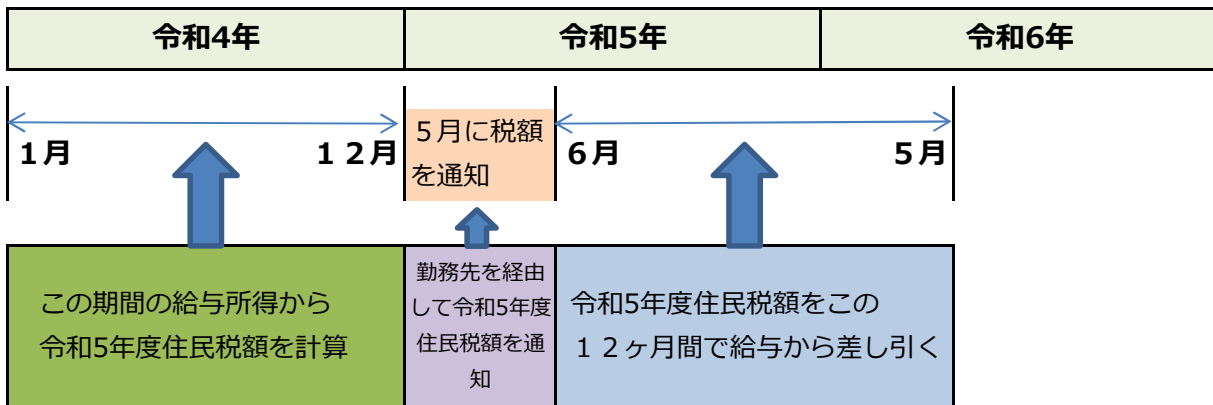 令和4年
令和5年
令和6年
1月
12月
５月に税額
を通知
6月
5月
この期間の給与所得から
令和5年度住民税額を計算
勤務先を経由
して令和5年度
住民税額を通
知
令和5年度住民税額をこの
１２ヶ月間で給与から差し引く